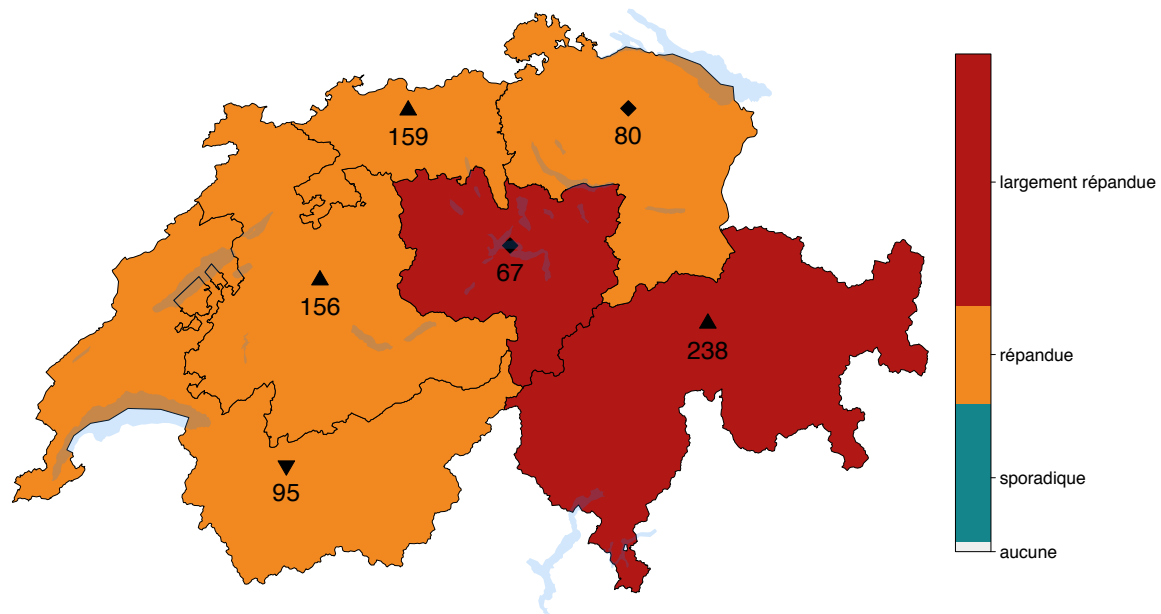 159
80
largement répandue
67
156
238
répandue
95
sporadique
aucune